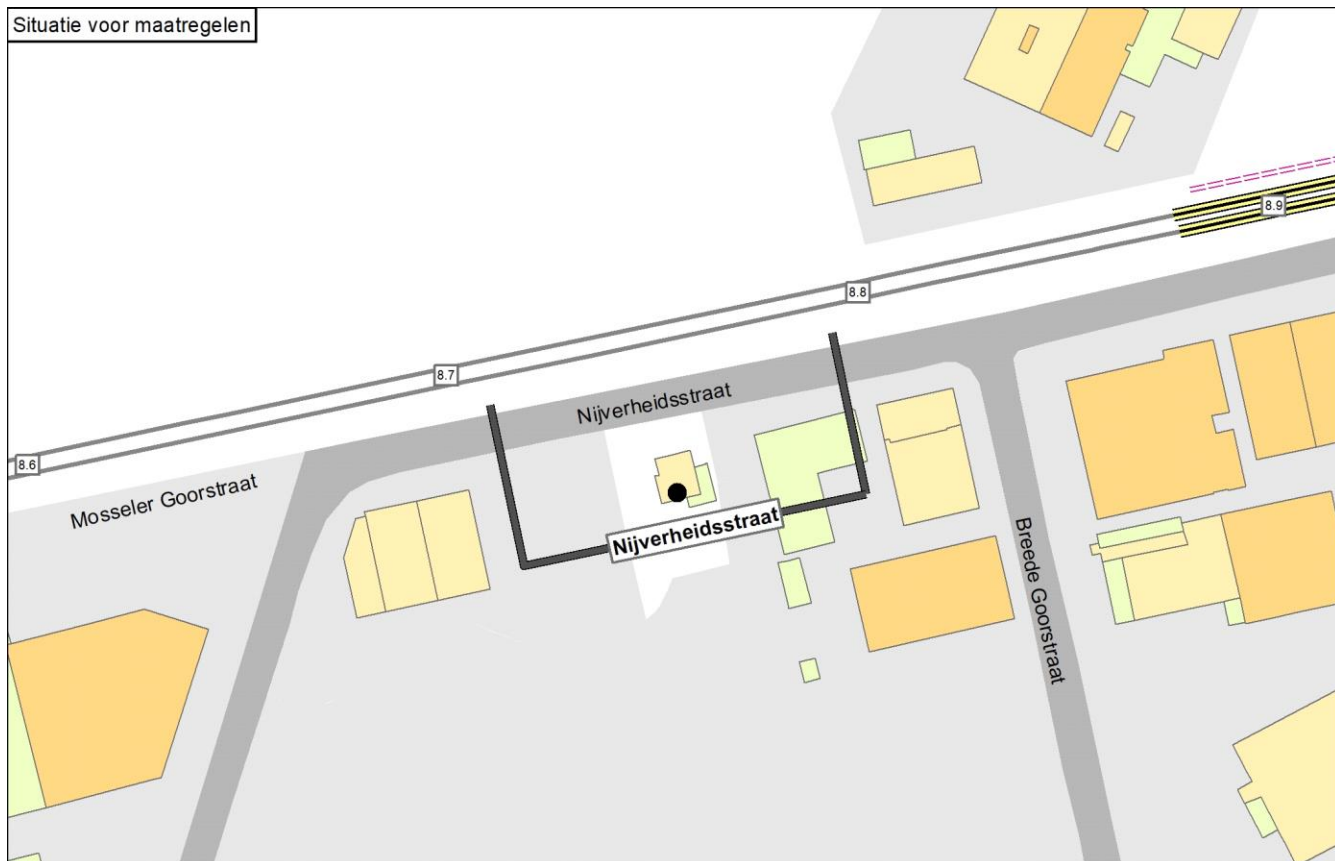 Situatie voor maatregelen
8.9
8.8
8.7
Nijverheidsstraat
8.6
Mosseler Goorstraat
Nijverheidsstraat
Breede Goorstraat